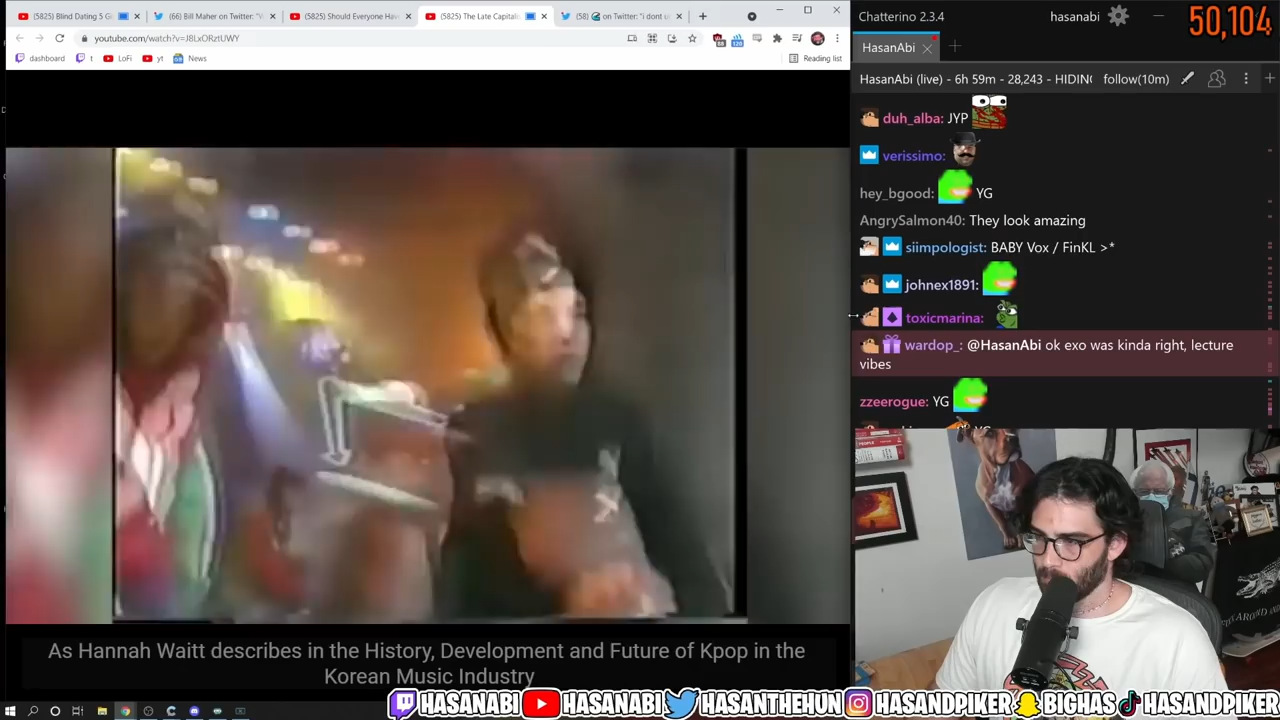 (5825) Blind Dating 5 G
(66) Bill Maher on Twitter: "V
(5825) Should Everyone Hav
(5825) The Late Capitalis
(58) on Twitter: "i dont u
youtube.com/watch?v=J8LxORztUWY
dashboard
t
LoFi
yt
News
Reading list
As Hannah Waitt describes in the History, Development and Future of Kpop in the
Korean Music Industry
Chatterino 2.3.4
hasanabi
50,104
HasanAbi
HasanAbi (live) - 6h 59m - 28,243 - HIDING
follow(10m)
duh_alba: JYP
verissimo:
hey_bgood: YG
AngrySalmon40: They look amazing
siimpologist: BABY Vox / FinKL >*
johnex1891:
toxicmarina:
wardop_: @HasanAbi ok exo was kinda right, lecture
vibes
zzeerogue: YG
HASANABI
HASANABI
HASANTHEHUN
HASANDPIKER
BIGHAS
HASANDPIKER